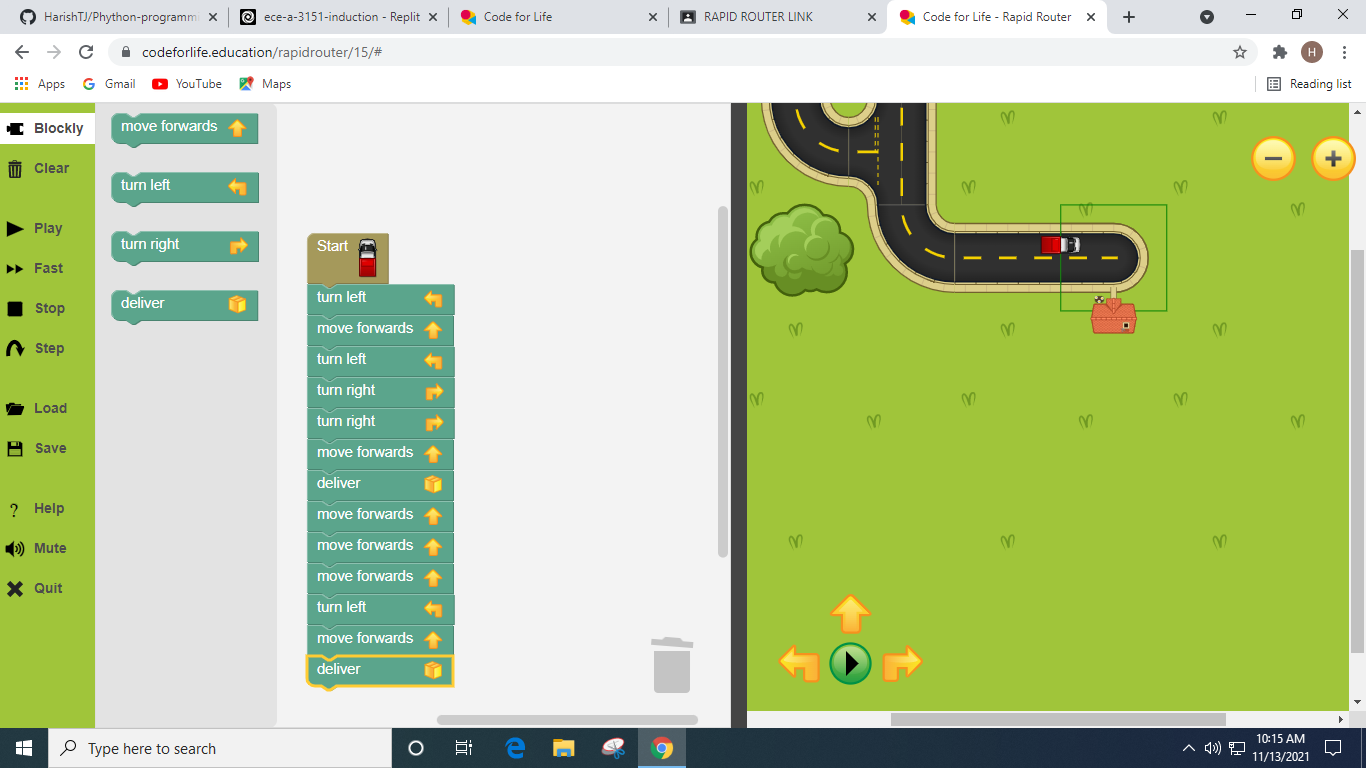 HarishTJ/Phython-programm
ece-a-3151-induction - Replit
Code for Life
RAPID ROUTER LINK
Code for Life - Rapid Router
codeforlife.education/rapidrouter/15/#
H
Apps
Gmail
YouTube
Maps
Reading list
Blockly
Clear
Play
Fast
Stop
Step
Load
Save
Help
Mute
Quit
move forwards
turn left
turn right
deliver
Start
turn left
move forwards
turn left
turn right
turn right
move forwards
deliver
move forwards
move forwards
move forwards
turn left
move forwards
deliver
Type here to search
10:15 AM
11/13/2021